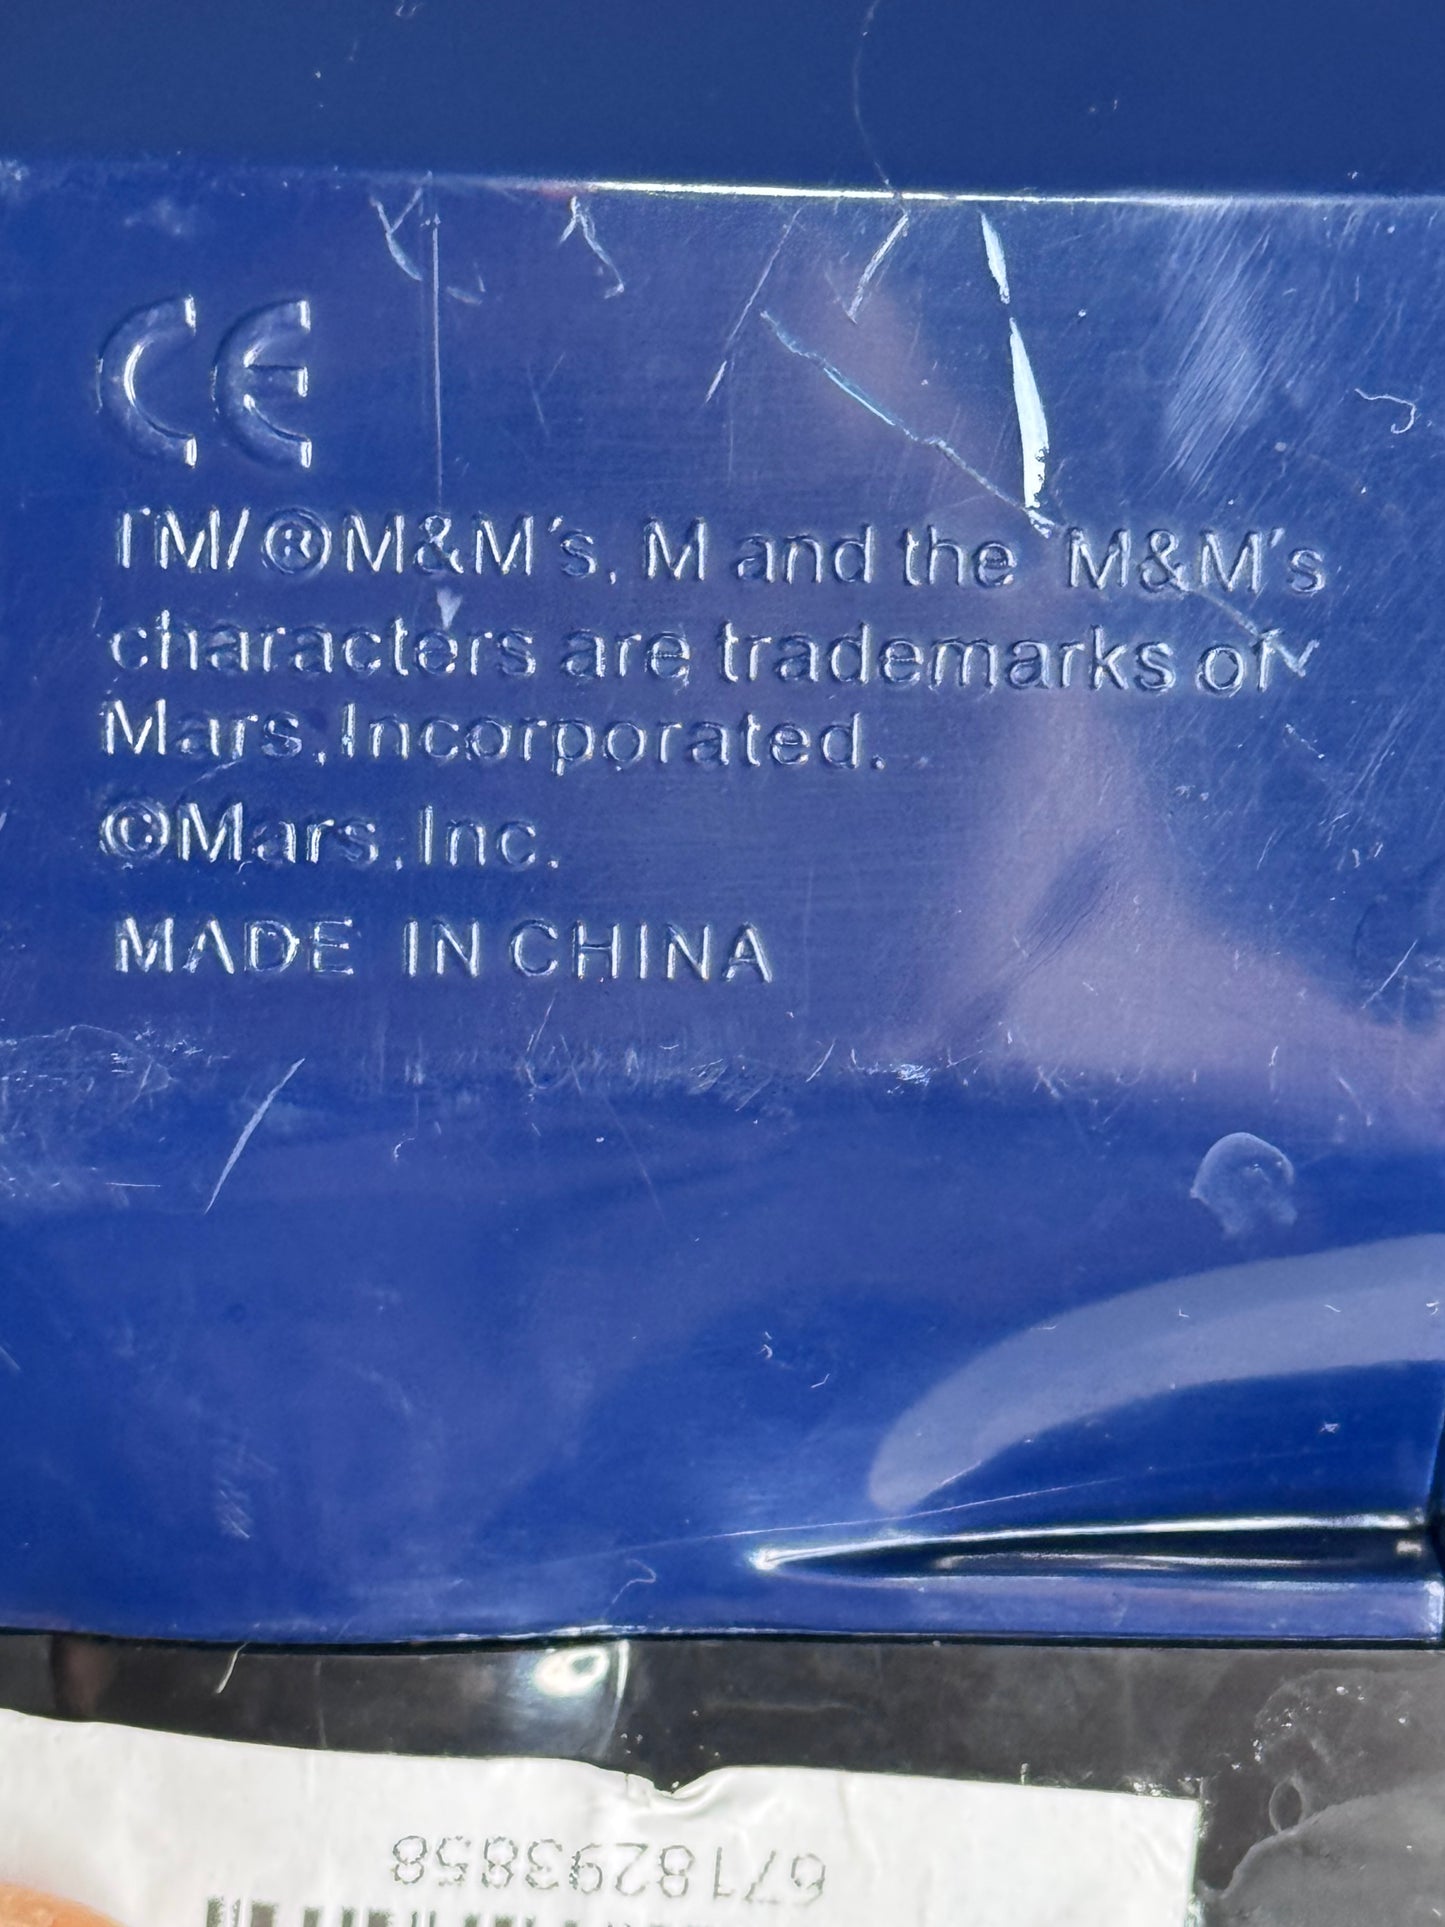 CE
TM/®M&M's, M and the M&M's
characters are trademarks of
Mars,Incorporated.
©Mars,Inc.
MADE IN CHINA
6718293858